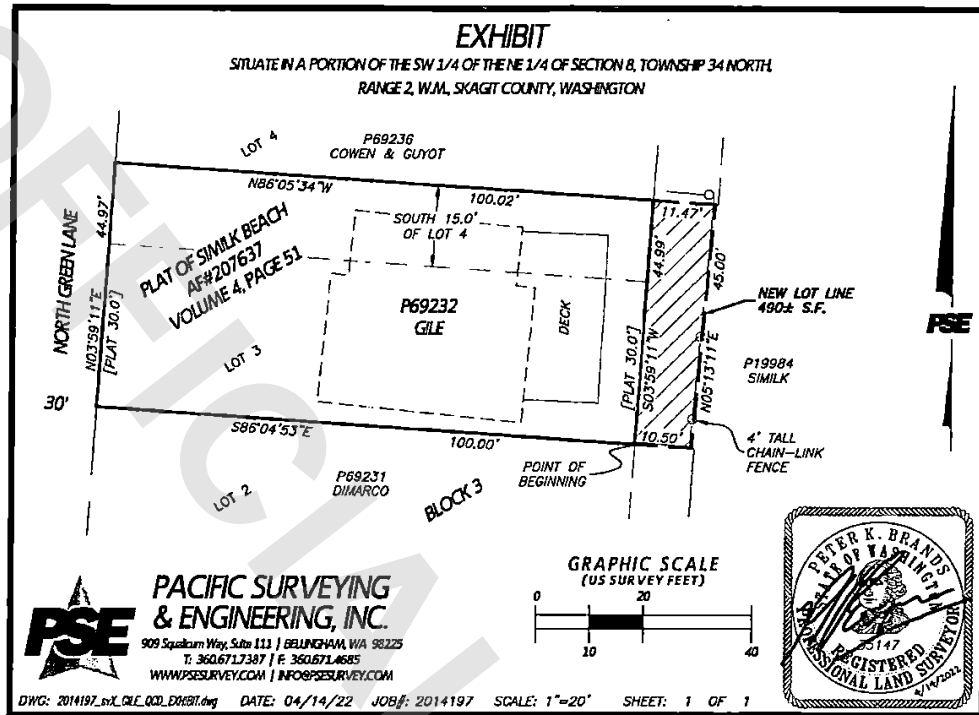 EXHIBIT
SITUATE IN A PORTION OF THE SW 1/4 OF THE NE 1/4 OF SECTION 8, TOWNSHIP 34 NORTH,
RANGE 2, W.M., SKAGIT COUNTY, WASHINGTON
LOT 4
P69236
COWEN & GUYOT
N86°05'34"W
100.02'
11.47'
SOUTH 15.0'
OF LOT 4
44.97'
NORTH GREEN LANE
N03°59'11"E
[PLAT 30.0']
PLAT OF SIMILK BEACH
AF#207637
VOLUME 4, PAGE 51
P69232
GILE
DECK
44.99'
S03°59'11"W
[PLAT 30.0']
45.00'
N05°13'11"E
NEW LOT LINE
490± S.F.
P19984
SIMILK
PSE
LOT 3
30'
S86°04'53"E
100.00'
10.50'
4' TALL
CHAIN-LINK
FENCE
POINT OF
BEGINNING
LOT 2
P69231
DIMARCO
BLOCK 3
PSE
PACIFIC SURVEYING
& ENGINEERING, INC.
909 Squalicum Way, Suite 111 | BELLINGHAM, WA 98225
T: 360.671.7387 | F: 360.671.4685
WWW.PSESURVEY.COM | INFO@PSESURVEY.COM
GRAPHIC SCALE
(US SURVEY FEET)
0 20
10 40
PETER K. BRANDS
STATE OF WASHINGTON
35147
REGISTERED
PROFESSIONAL LAND SURVEYOR
4/14/2022
DWG: 2014197_svX_GILE_QCD_EXHIBIT.dwg DATE: 04/14/22 JOB#: 2014197 SCALE: 1"=20' SHEET: 1 OF 1
OFFICIAL